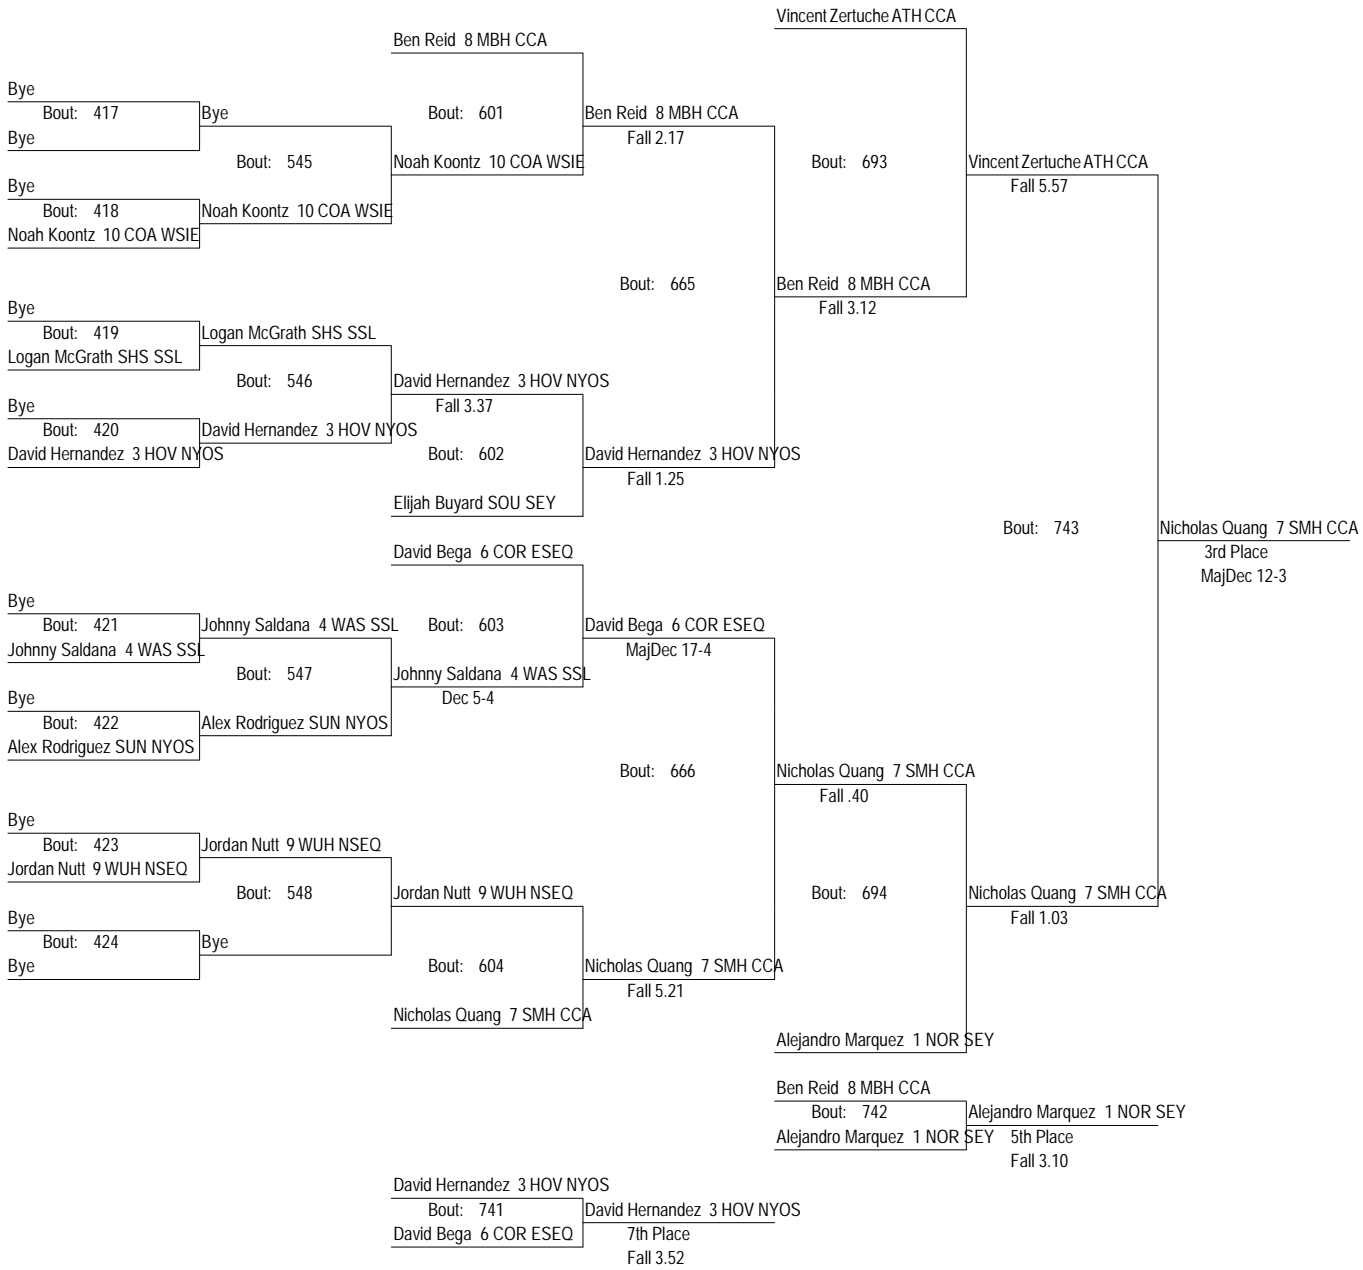 Vincent Zertuche ATH CCA
Ben Reid 8 MBH CCA
Bye
Bout: 417
Bye
Bye
Bout: 601
Ben Reid 8 MBH CCA
Fall 2.17
Bout: 545
Noah Koontz 10 COA WSIE
Bout: 693
Vincent Zertuche ATH CCA
Fall 5.57
Bye
Bout: 418
Noah Koontz 10 COA WSIE
Noah Koontz 10 COA WSIE
Bout: 665
Ben Reid 8 MBH CCA
Fall 3.12
Bye
Bout: 419
Logan McGrath SHS SSL
Logan McGrath SHS SSL
Bout: 546
David Hernandez 3 HOV NYOS
Fall 3.37
Bye
Bout: 420
David Hernandez 3 HOV NYOS
David Hernandez 3 HOV NYOS
Bout: 602
David Hernandez 3 HOV NYOS
Fall 1.25
Elijah Buyard SOU SEY
Bout: 743
Nicholas Quang 7 SMH CCA
3rd Place
MajDec 12-3
David Bega 6 COR ESEQ
Bye
Bout: 421
Johnny Saldana 4 WAS SSL
Johnny Saldana 4 WAS SSL
Bout: 603
David Bega 6 COR ESEQ
MajDec 17-4
Bout: 547
Johnny Saldana 4 WAS SSL
Dec 5-4
Bye
Bout: 422
Alex Rodriguez SUN NYOS
Alex Rodriguez SUN NYOS
Bout: 666
Nicholas Quang 7 SMH CCA
Fall .40
Bye
Bout: 423
Jordan Nutt 9 WUH NSEQ
Jordan Nutt 9 WUH NSEQ
Bout: 548
Jordan Nutt 9 WUH NSEQ
Bout: 694
Nicholas Quang 7 SMH CCA
Fall 1.03
Bye
Bout: 424
Bye
Bye
Bout: 604
Nicholas Quang 7 SMH CCA
Fall 5.21
Nicholas Quang 7 SMH CCA
Alejandro Marquez 1 NOR SEY
Ben Reid 8 MBH CCA
Bout: 742
Alejandro Marquez 1 NOR SEY
Alejandro Marquez 1 NOR SEY
5th Place
Fall 3.10
David Hernandez 3 HOV NYOS
Bout: 741
David Bega 6 COR ESEQ
David Hernandez 3 HOV NYOS
7th Place
Fall 3.52